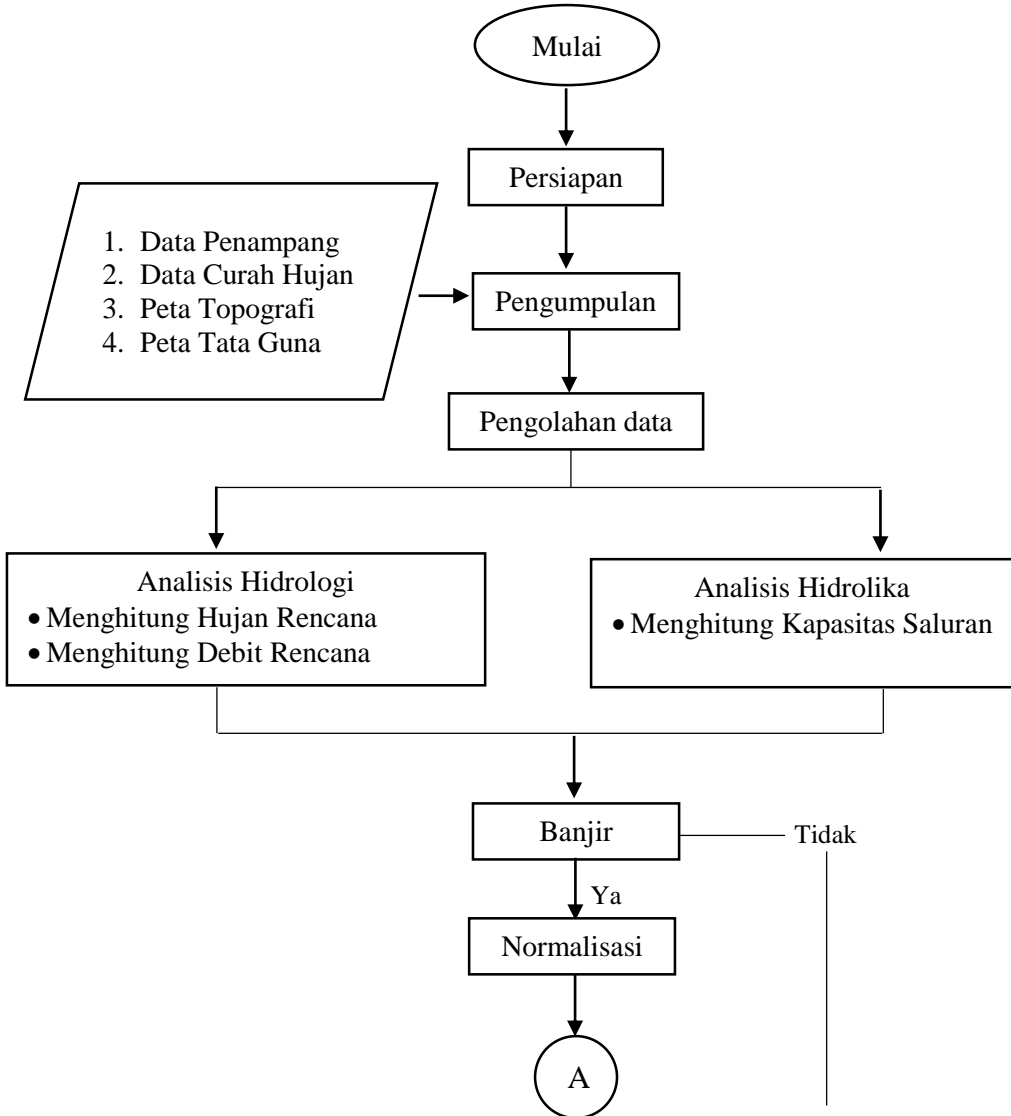 Mulai
Persiapan
1. Data Penampang
2. Data Curah Hujan
3. Peta Topografi
4. Peta Tata Guna
Pengumpulan
Pengolahan data
Analisis Hidrologi
• Menghitung Hujan Rencana
• Menghitung Debit Rencana
Analisis Hidrolika
• Menghitung Kapasitas Saluran
Banjir
Tidak
Ya
Normalisasi
A